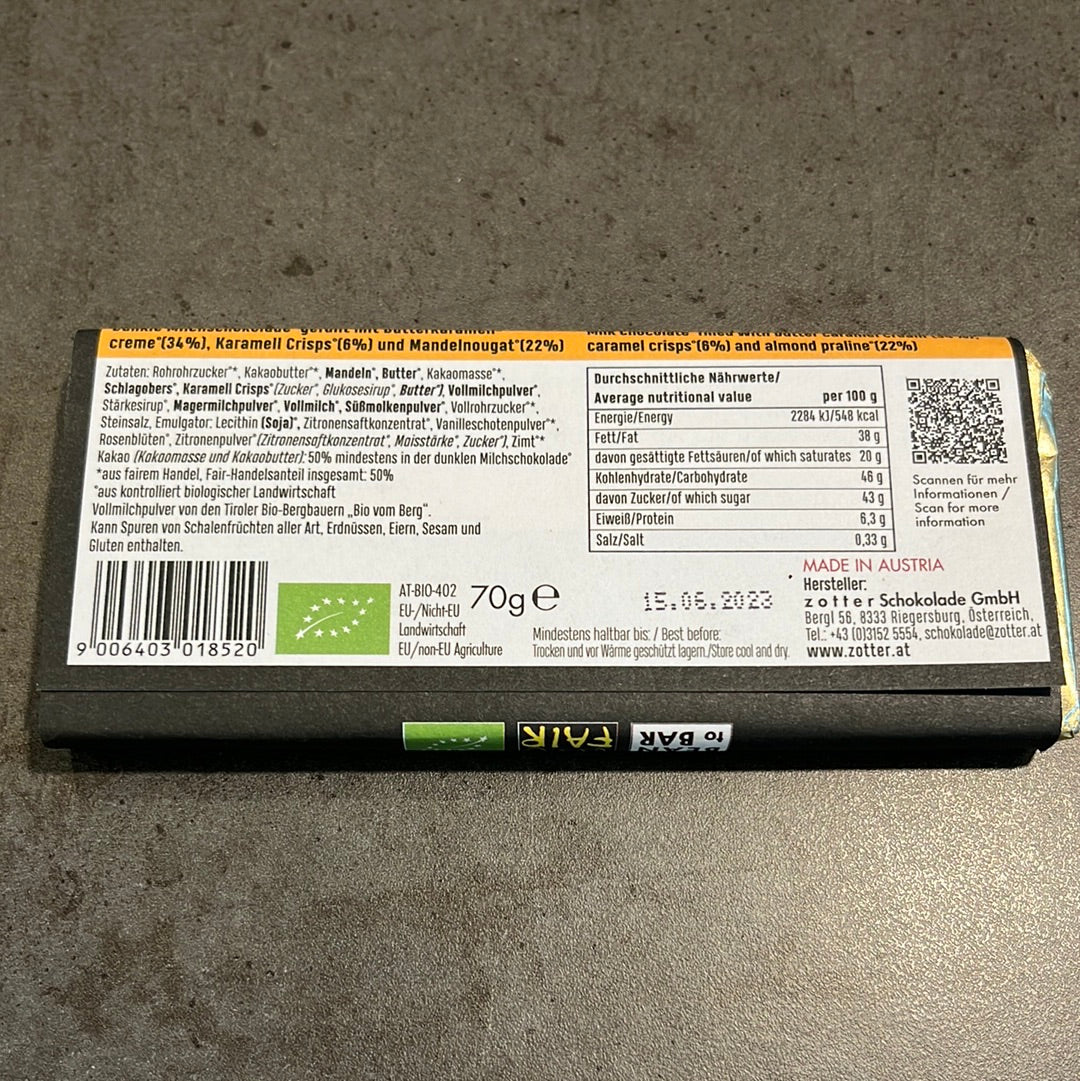 creme*(34%), Karamell Crisps*(6%) und Mandelnougat*(22%)
caramel crisps*(6%) and almond praline*(22%)
Zutaten: Rohrohrzucker**, Kakaobutter**, Mandeln*, Butter*, Kakaomasse**,
Schlagobers*, Karamell Crisps*(Zucker*, Glukosesirup*, Butter*), Vollmilchpulver*,
Stärkesirup*, Magermilchpulver*, Vollmilch*, Süßmolkenpulver*, Vollrohrzucker**,
Steinsalz, Emulgator: Lecithin (Soja)*, Zitronensaftkonzentrat*, Vanilleschotenpulver**,
Rosenblüten*, Zitronenpulver*(Zitronensaftkonzentrat*, Maisstärke*, Zucker*), Zimt**
Kakao (Kakaomasse und Kakaobutter): 50% mindestens in der dunklen Milchschokolade*
*aus fairem Handel, Fair-Handelsanteil insgesamt: 50%
*aus kontrolliert biologischer Landwirtschaft
Vollmilchpulver von den Tiroler Bio-Bergbauern „Bio vom Berg“.
Kann Spuren von Schalenfrüchten aller Art, Erdnüssen, Eiern, Sesam und
Gluten enthalten.
Durchschnittliche Nährwerte/
Average nutritional value per 100 g
Energie/Energy 2284 kJ/548 kcal
Fett/Fat 38 g
davon gesättigte Fettsäuren/of which saturates 20 g
Kohlenhydrate/Carbohydrate 46 g
davon Zucker/of which sugar 43 g
Eiweiß/Protein 6,3 g
Salz/Salt 0,33 g
Scannen für mehr
Informationen /
Scan for more
information
9 006403 018520
AT-BIO-402
EU-/Nicht-EU
Landwirtschaft
EU/non-EU Agriculture
70g e
15.06.2023
Mindestens haltbar bis: / Best before:
Trocken und vor Wärme geschützt lagern./Store cool and dry.
MADE IN AUSTRIA
Hersteller:
zotter Schokolade GmbH
Bergl 56, 8333 Riegersburg, Österreich,
Tel.: +43 (0)3152 5554, schokolade@zotter.at
www.zotter.at
FAIR
BEAN
to BAR